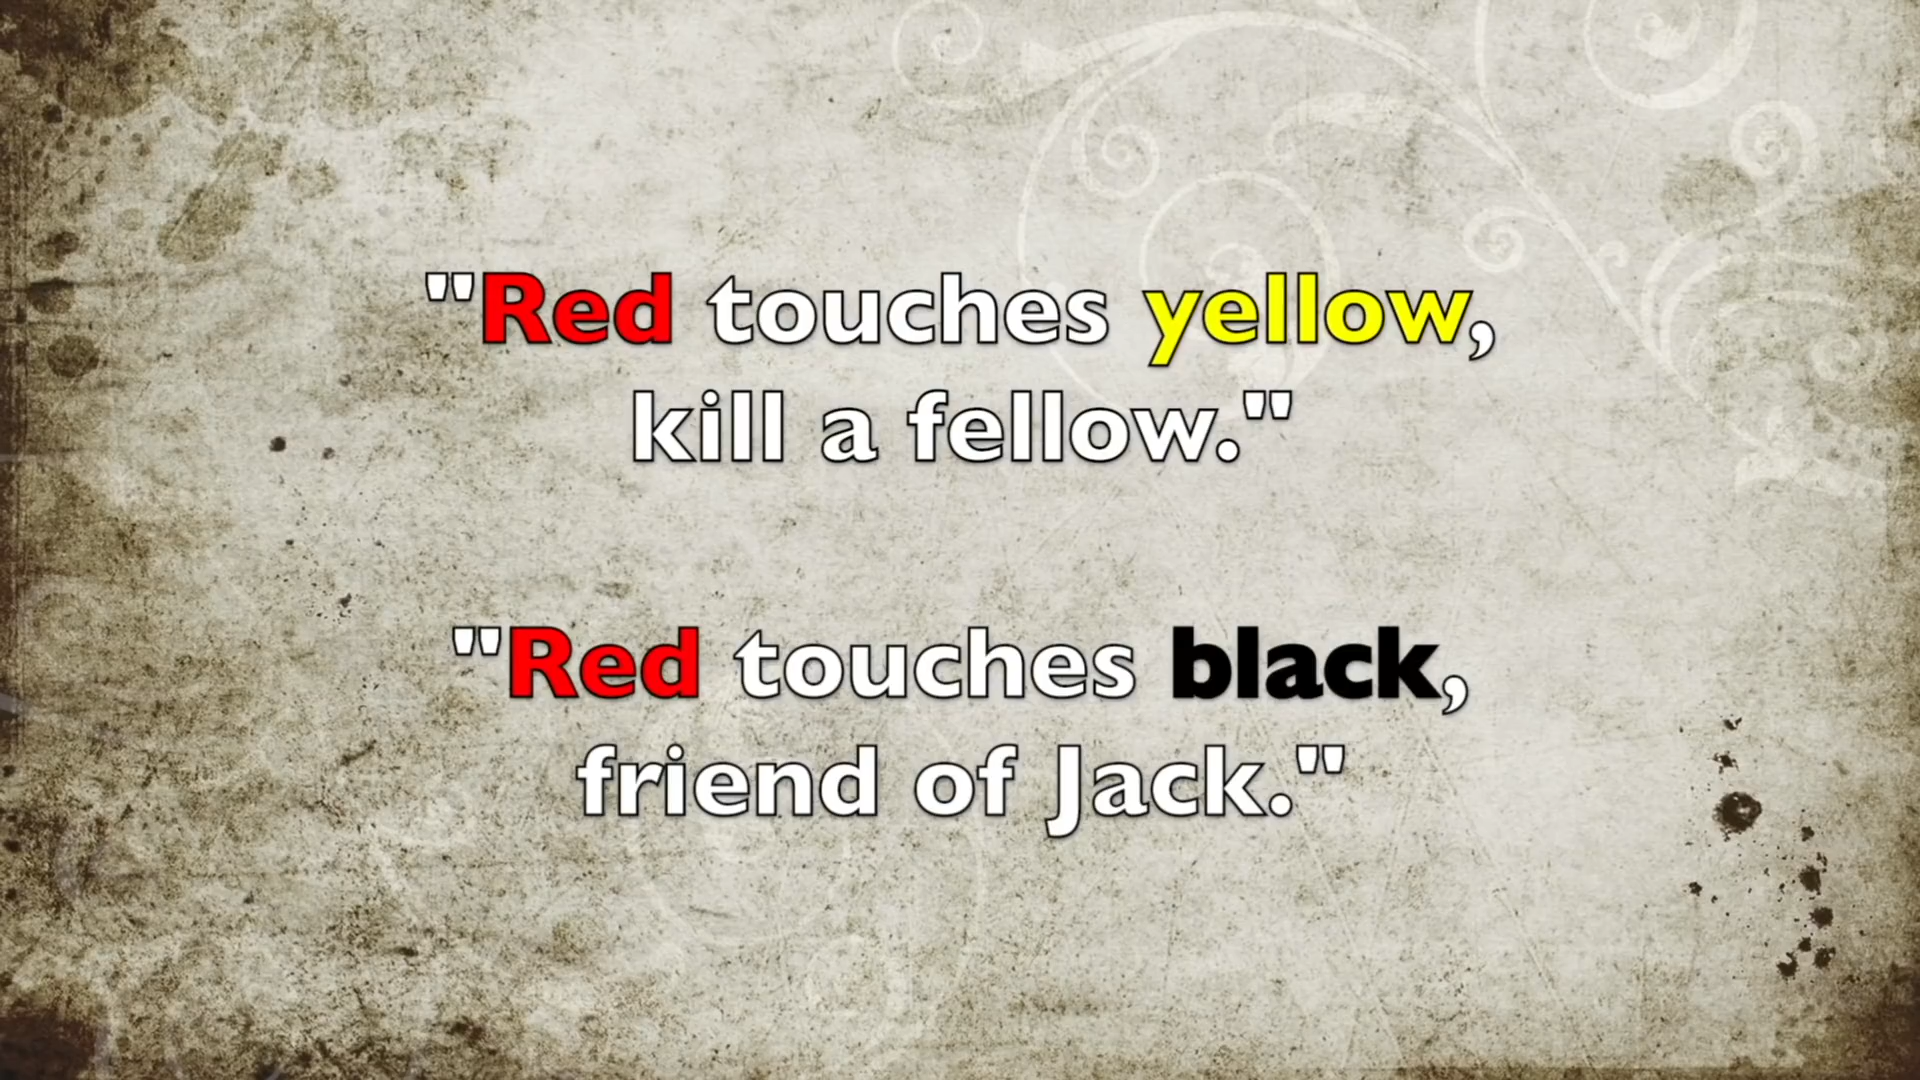 "Red touches yellow,
kill a fellow."
"Red touches black,
friend of Jack."